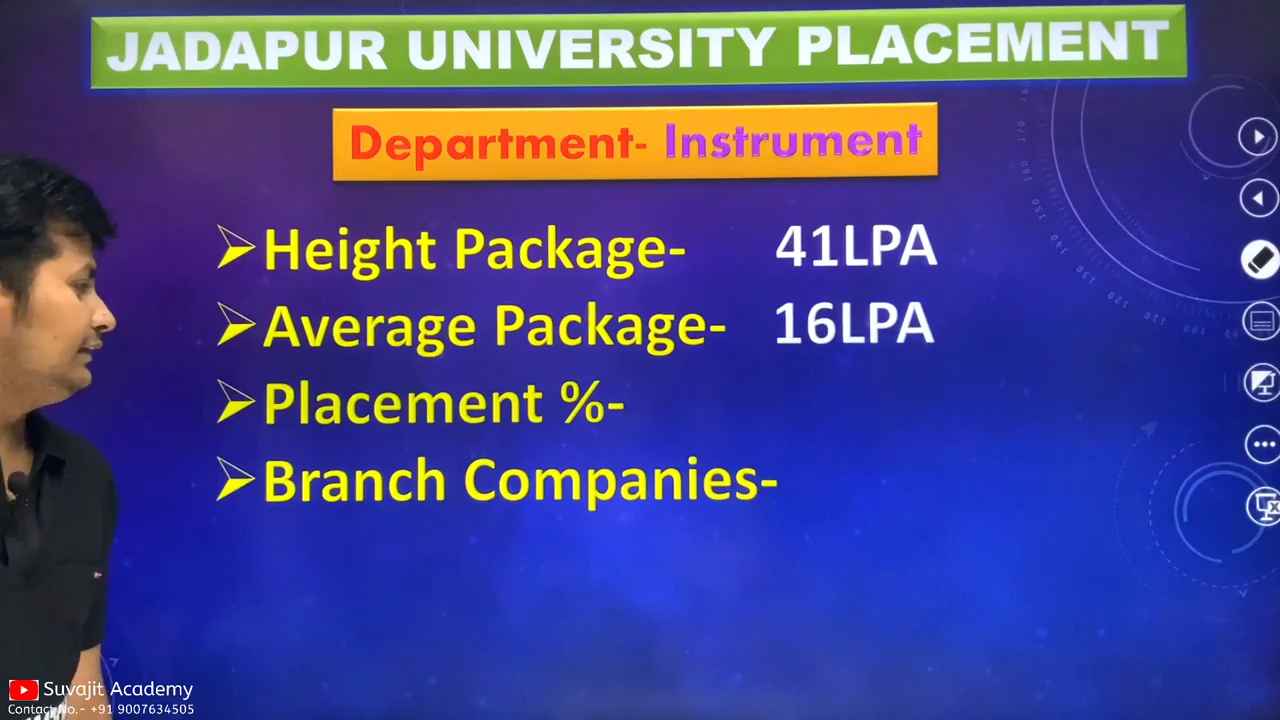 JADAPUR UNIVERSITY PLACEMENT
Department- Instrument
Height Package- 41LPA
Average Package- 16LPA
Placement %-
Branch Companies-
Suvajit Academy
Contact No.- +91 9007634505